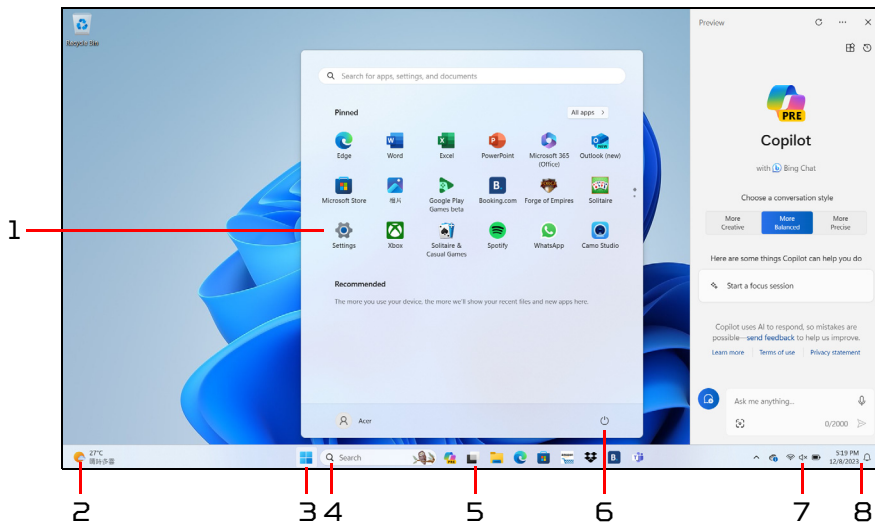 Recycle Bin
Search for apps, settings, and documents
Pinned
All apps >
Edge
Word
Excel
PowerPoint
Microsoft 365
(Office)
Outlook (new)
Microsoft Store
相片
Google Play
Games beta
Booking.com
Forge of Empires
Solitaire
Settings
Xbox
Solitaire &
Casual Games
Spotify
WhatsApp
Camo Studio
Recommended
The more you use your device, the more we'll show your recent files and new apps here.
Acer
Preview
PRE
Copilot
with Bing Chat
Choose a conversation style
More
Creative
More
Balanced
More
Precise
Here are some things Copilot can help you do
Start a focus session
Copilot uses AI to respond, so mistakes are
possible—send feedback to help us improve.
Learn more
Terms of use
Privacy statement
Ask me anything...
0/2000
27°C
晴時多雲
Search
5:19 PM
12/8/2023
1
2
3
4
5
6
7
8